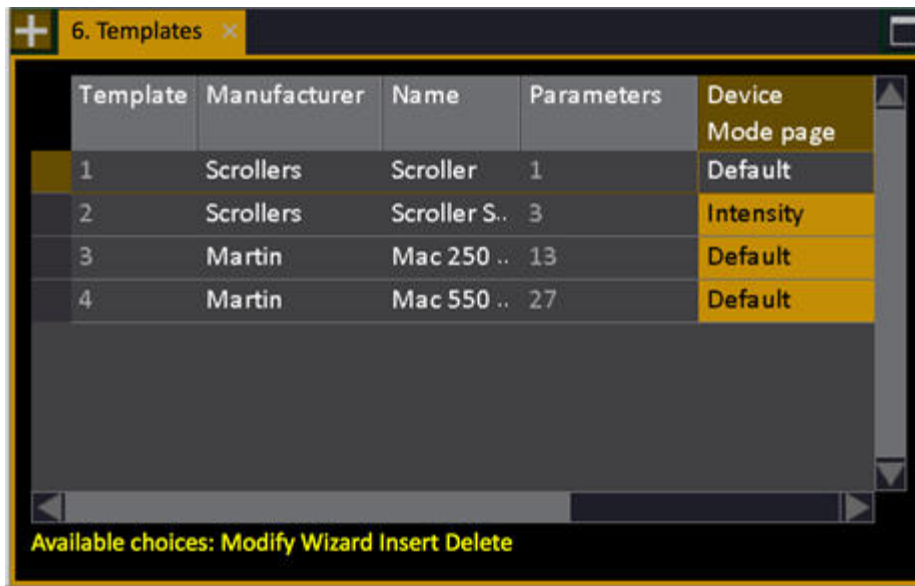 6. Templates
Template Manufacturer Name Parameters Device Mode page
1 Scrollers Scroller 1 Default
2 Scrollers Scroller S.. 3 Intensity
3 Martin Mac 250 .. 13 Default
4 Martin Mac 550 .. 27 Default
Available choices: Modify Wizard Insert Delete